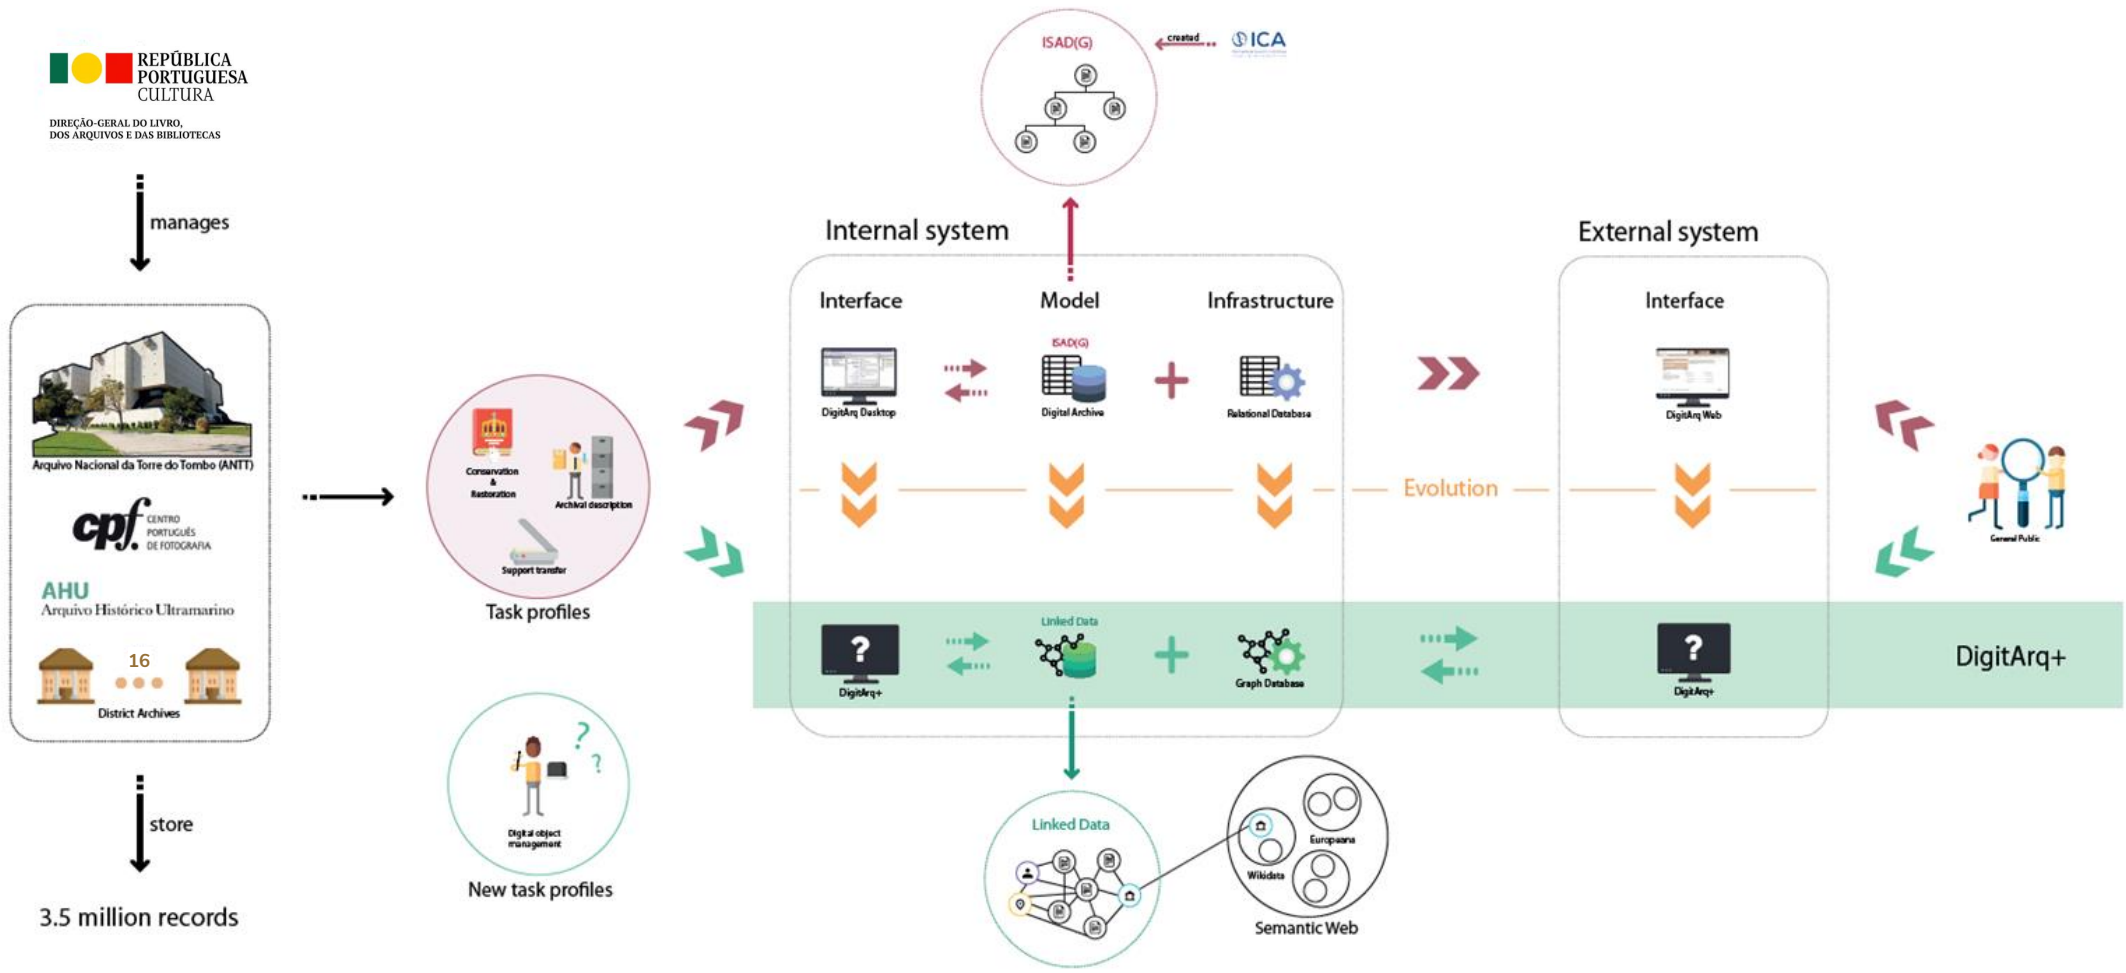 REPÚBLICA
PORTUGUESA
CULTURA
DIREÇÃO-GERAL DO LIVRO,
DOS ARQUIVOS E DAS BIBLIOTECAS
manages
Arquivo Nacional da Torre do Tombo (ANTT)
cpf.
CENTRO
PORTUGUÊS
DE FOTOGRAFIA
AHU
Arquivo Histórico Ultramarino
16
District Archives
store
3.5 million records
Conservation
&
Restoration
Archival description
Support transfer
Task profiles
?
?
Digital object
management
New task profiles
ISAD(G)
created
ICA
Internal system
Interface
Model
Infrastructure
ISAD(G)
DigitArq Desktop
Digital Archive
Relational Database
Evolution
Linked Data
?
DigitArq+
Graph Database
Linked Data
Europeana
Wikidata
Semantic Web
External system
Interface
DigitArq Web
?
DigitArq+
General Public
DigitArq+